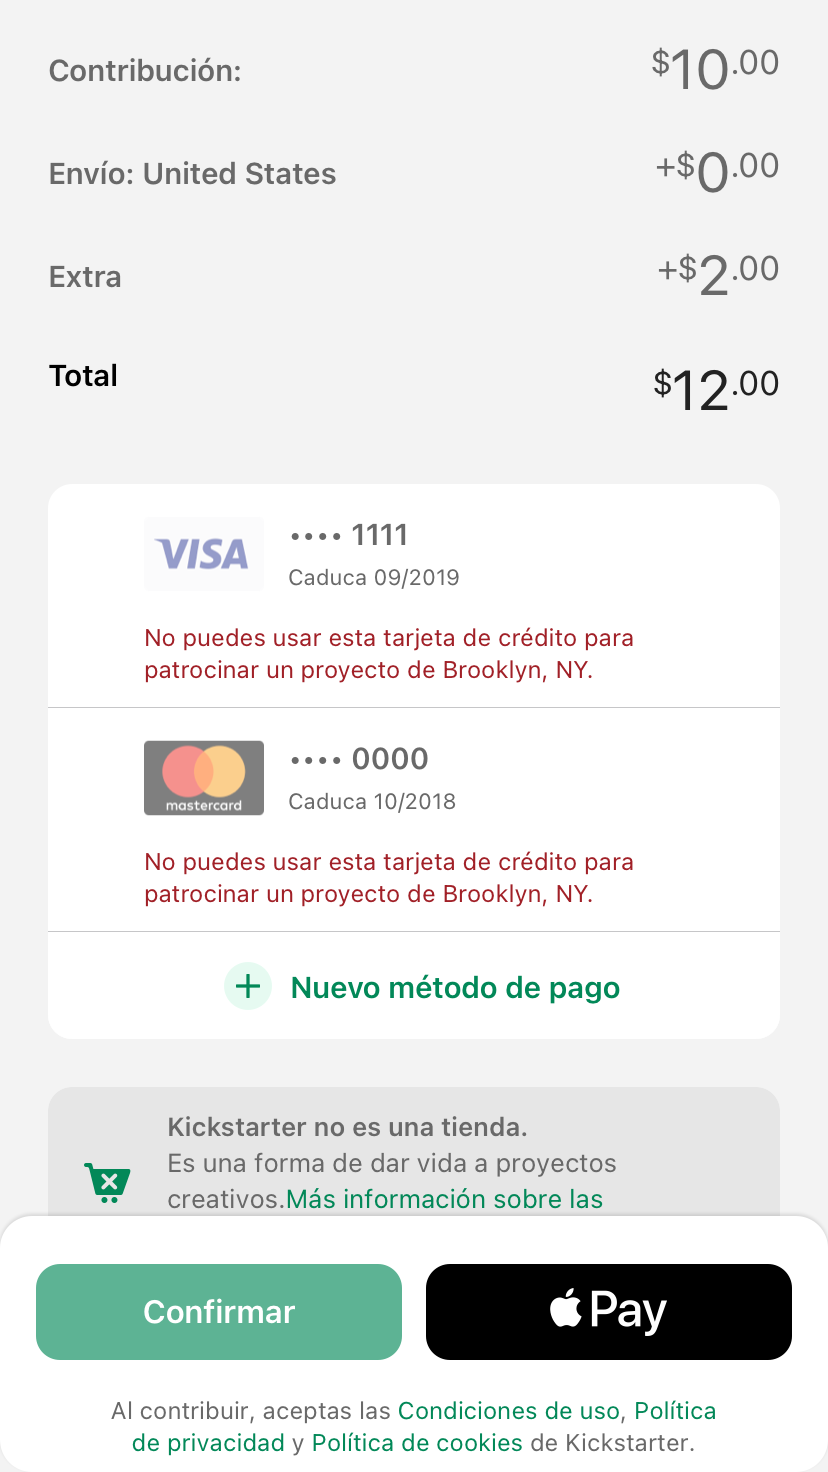 Contribución: $10.00
Envío: United States +$0.00
Extra +$2.00
Total $12.00
VISA •••• 1111
Caduca 09/2019
No puedes usar esta tarjeta de crédito para
patrocinar un proyecto de Brooklyn, NY.
mastercard •••• 0000
Caduca 10/2018
No puedes usar esta tarjeta de crédito para
patrocinar un proyecto de Brooklyn, NY.
+ Nuevo método de pago
Kickstarter no es una tienda.
Es una forma de dar vida a proyectos
creativos.Más información sobre las
Confirmar Pay
Al contribuir, aceptas las Condiciones de uso, Política
de privacidad y Política de cookies de Kickstarter.